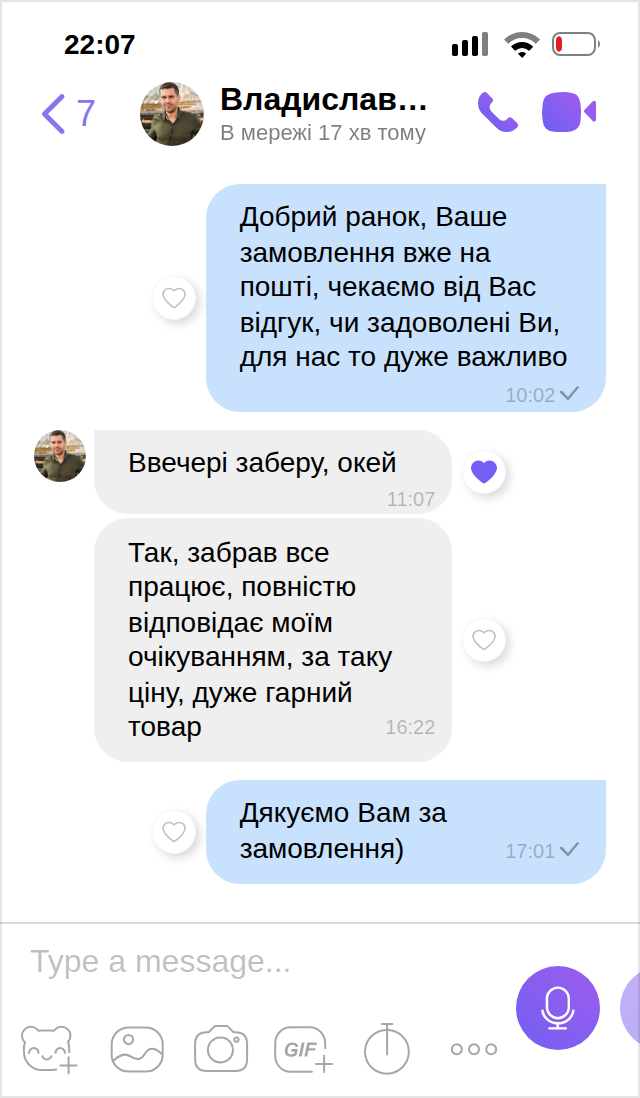 22:07
7
Владислав...
В мережі 17 хв тому
Добрий ранок, Ваше
замовлення вже на
пошті, чекаємо від Вас
відгук, чи задоволені Ви,
для нас то дуже важливо
10:02
Ввечері заберу, окей
11:07
Так, забрав все
працює, повністю
відповідає моїм
очікуванням, за таку
ціну, дуже гарний
товар
16:22
Дякуємо Вам за
замовлення)
17:01
Type a message...
GIF